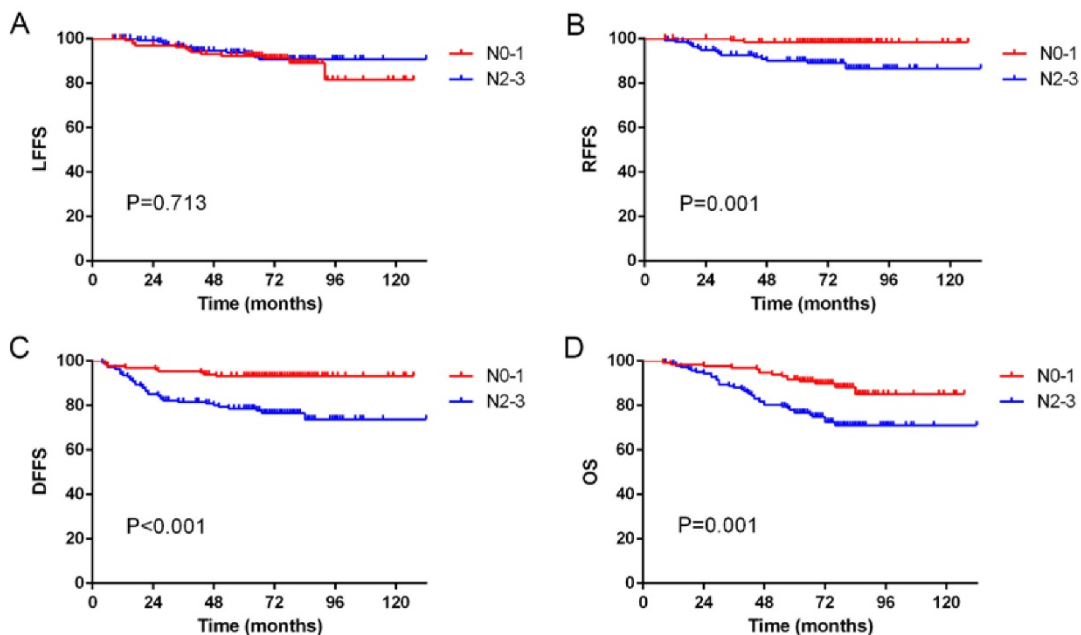 A
100
80
60
40
20
0
LFFS
P=0.713
0 24 48 72 96 120
Time (months)
N0-1
N2-3
B
100
80
60
40
20
0
RFFS
P=0.001
0 24 48 72 96 120
Time (months)
N0-1
N2-3
C
100
80
60
40
20
0
DFFS
P<0.001
0 24 48 72 96 120
Time (months)
N0-1
N2-3
D
100
80
60
40
20
0
OS
P=0.001
0 24 48 72 96 120
Time (months)
N0-1
N2-3